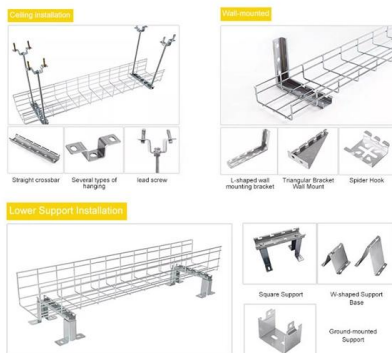 Ceiling installation
Wall-mounted
Straight crossbar
Several types of
hanging
lead screw
L-shaped wall
mounting bracket
Triangular Bracket
Wall Mount
Spider Hook
Lower Support Installation
Square Support
W-shaped Support
Base
Ground-mounted
Support